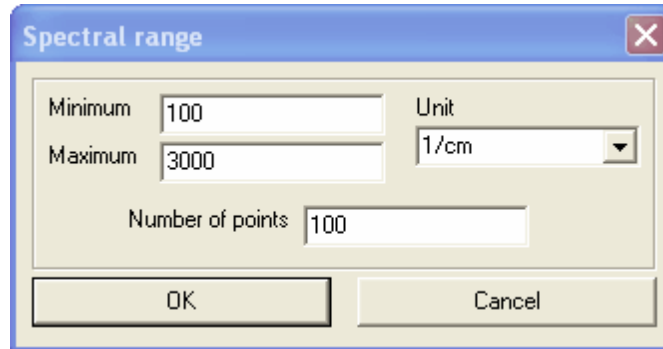 Spectral range
Minimum 100 Unit
Maximum 3000 1/cm
Number of points 100
OK Cancel